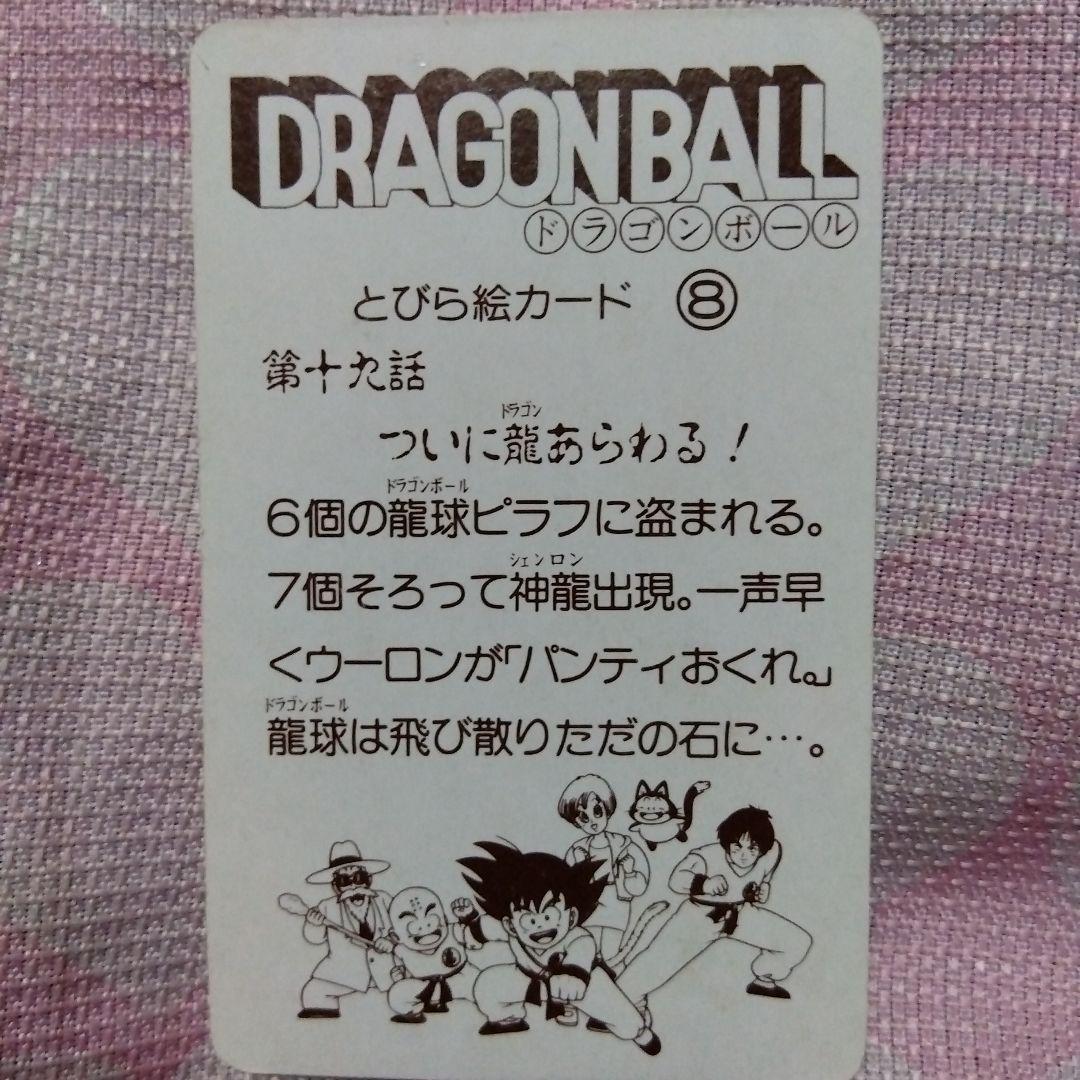 DRAGON BALL
ドラゴンボール
とびら絵カード ⑧
第十九話
ドラゴン
ついに龍あらわる！
ドラゴンボール
6個の龍球ピラフに盗まれる。
シェンロン
7個そろって神龍出現。一声早
くウーロンが「パンティおくれ。」
ドラゴンボール
龍球は飛び散りただの石に…。